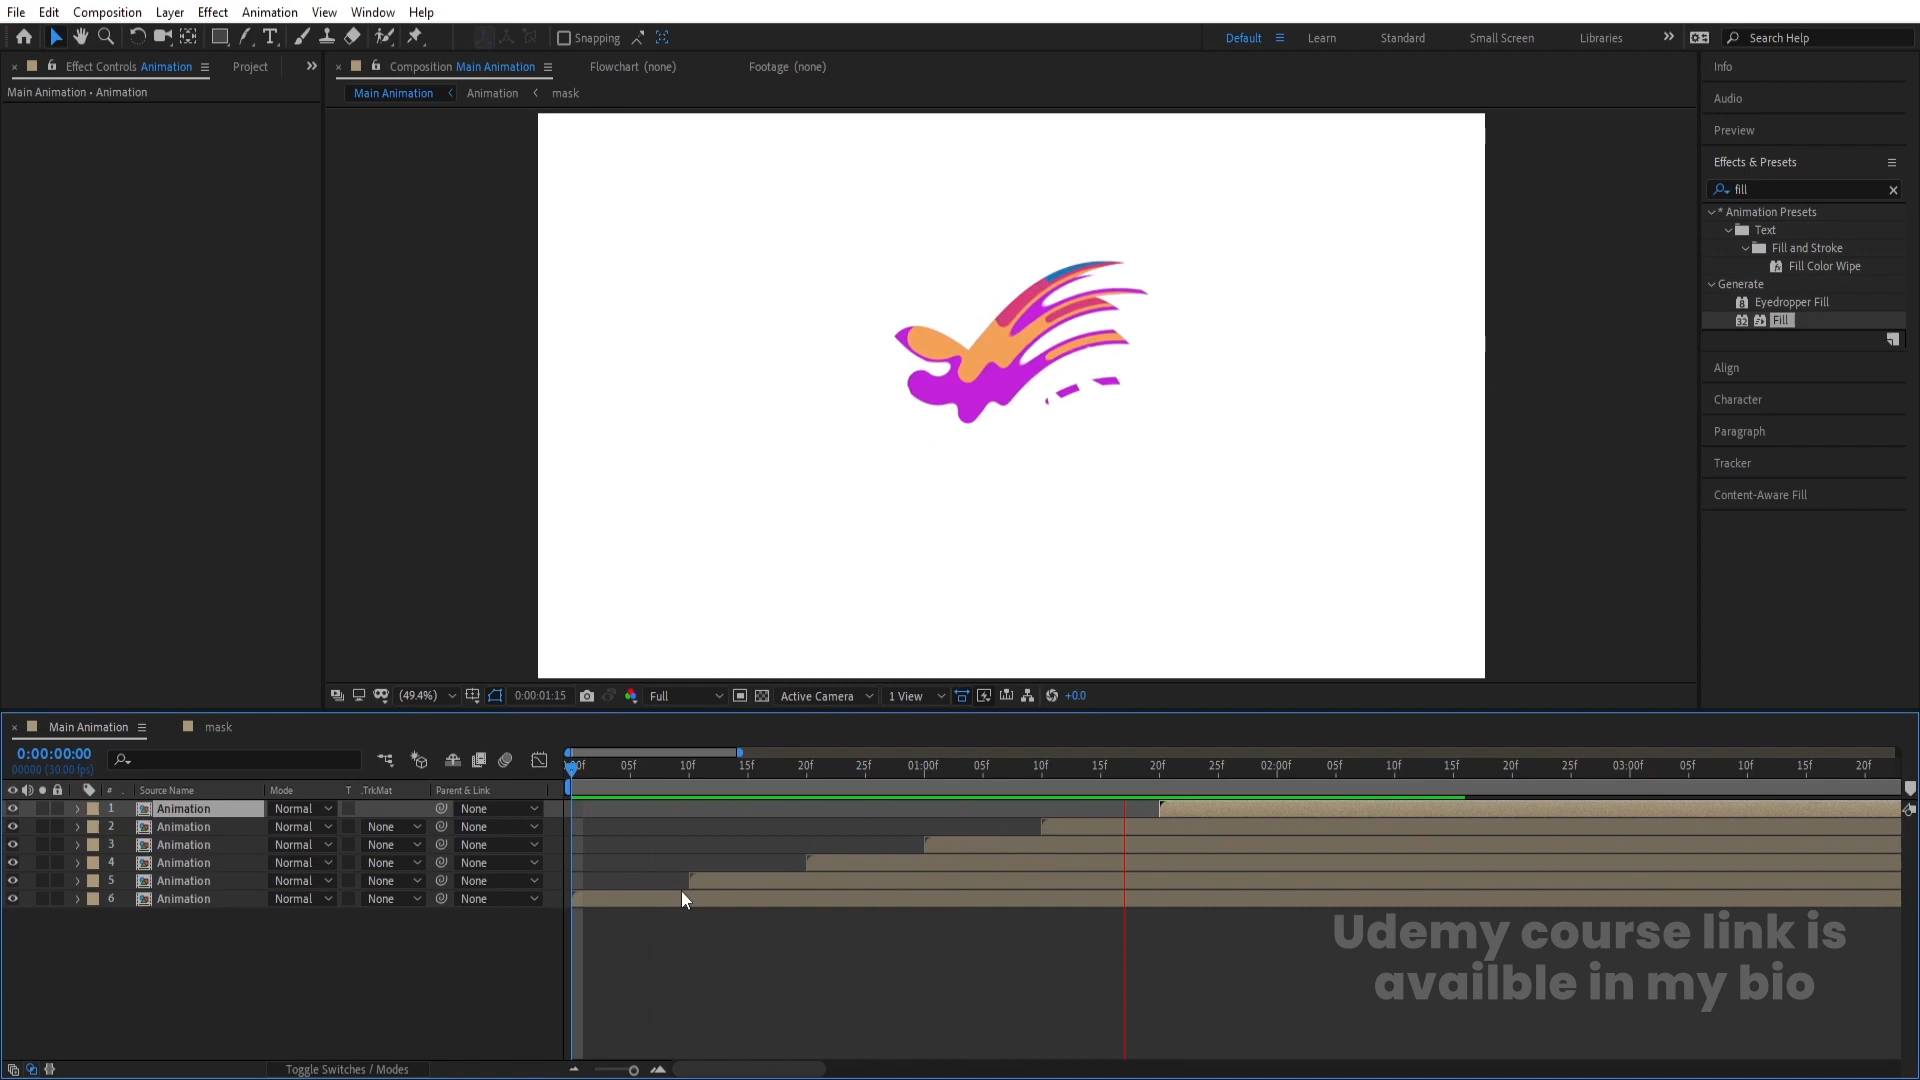 File Edit Composition Layer Effect Animation View Window Help
Snapping Default Learn Standard Small Screen Libraries Search Help
Effect Controls Animation Project Composition Main Animation Flowchart (none) Footage (none) Info
Main Animation • Animation Main Animation Animation mask
Audio
Preview
Effects & Presets
fill
* Animation Presets
Text
Fill and Stroke
Fill Color Wipe
Generate
Eyedropper Fill
Fill
Align
Character
Paragraph
Tracker
Content-Aware Fill
(49.4%) 0:00:01:15 Full Active Camera 1 View +0.0
Main Animation mask
0:00:00:00
00000 (30.00 fps)
05f 10f 15f 20f 01:00f 05f 10f 15f 20f 25f 02:00f 05f 10f 15f 20f 25f 03:00f 05f 10f 15f 20f
# Source Name Mode T .TrkMat Parent & Link
1 Animation Normal None
2 Animation Normal None None
3 Animation Normal None None
4 Animation Normal None None
5 Animation Normal None None
6 Animation Normal None None
Udemy course link is
availble in my bio
Toggle Switches / Modes